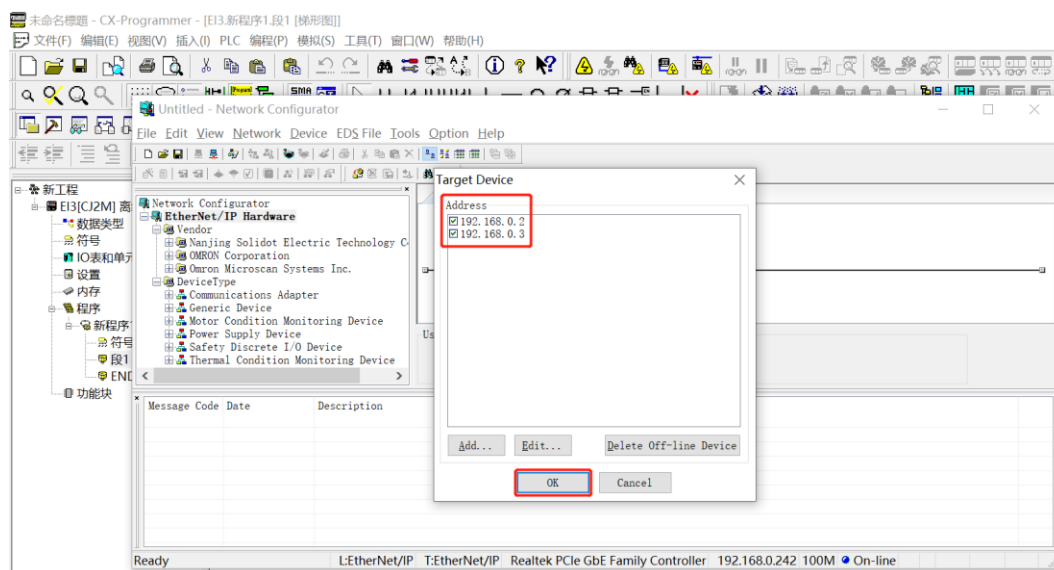 未命名標題 - CX-Programmer - [EI3.新程序1.段1 [梯形图]]
文件(F) 编辑(E) 视图(V) 插入(I) PLC 编程(P) 模拟(S) 工具(T) 窗口(W) 帮助(H)
Untitled - Network Configurator
File Edit View Network Device EDS File Tools Option Help
新工程
EI3[CJ2M] 离
数据类型
符号
IO表和单元
设置
内存
程序
新程序1
符号
段1
END
功能块
Network Configurator
EtherNet/IP Hardware
Vendor
Nanjing Solidot Electric Technology C
OMRON Corporation
Omron Microscan Systems Inc.
DeviceType
Communications Adapter
Generic Device
Motor Condition Monitoring Device
Power Supply Device
Safety Discrete I/O Device
Thermal Condition Monitoring Device
Us
Target Device
Address
192.168.0.2
192.168.0.3
Add... Edit... Delete Off-line Device
OK Cancel
Message Code Date Description
Ready L:EtherNet/IP T:EtherNet/IP Realtek PCIe GbE Family Controller 192.168.0.242 100M On-line